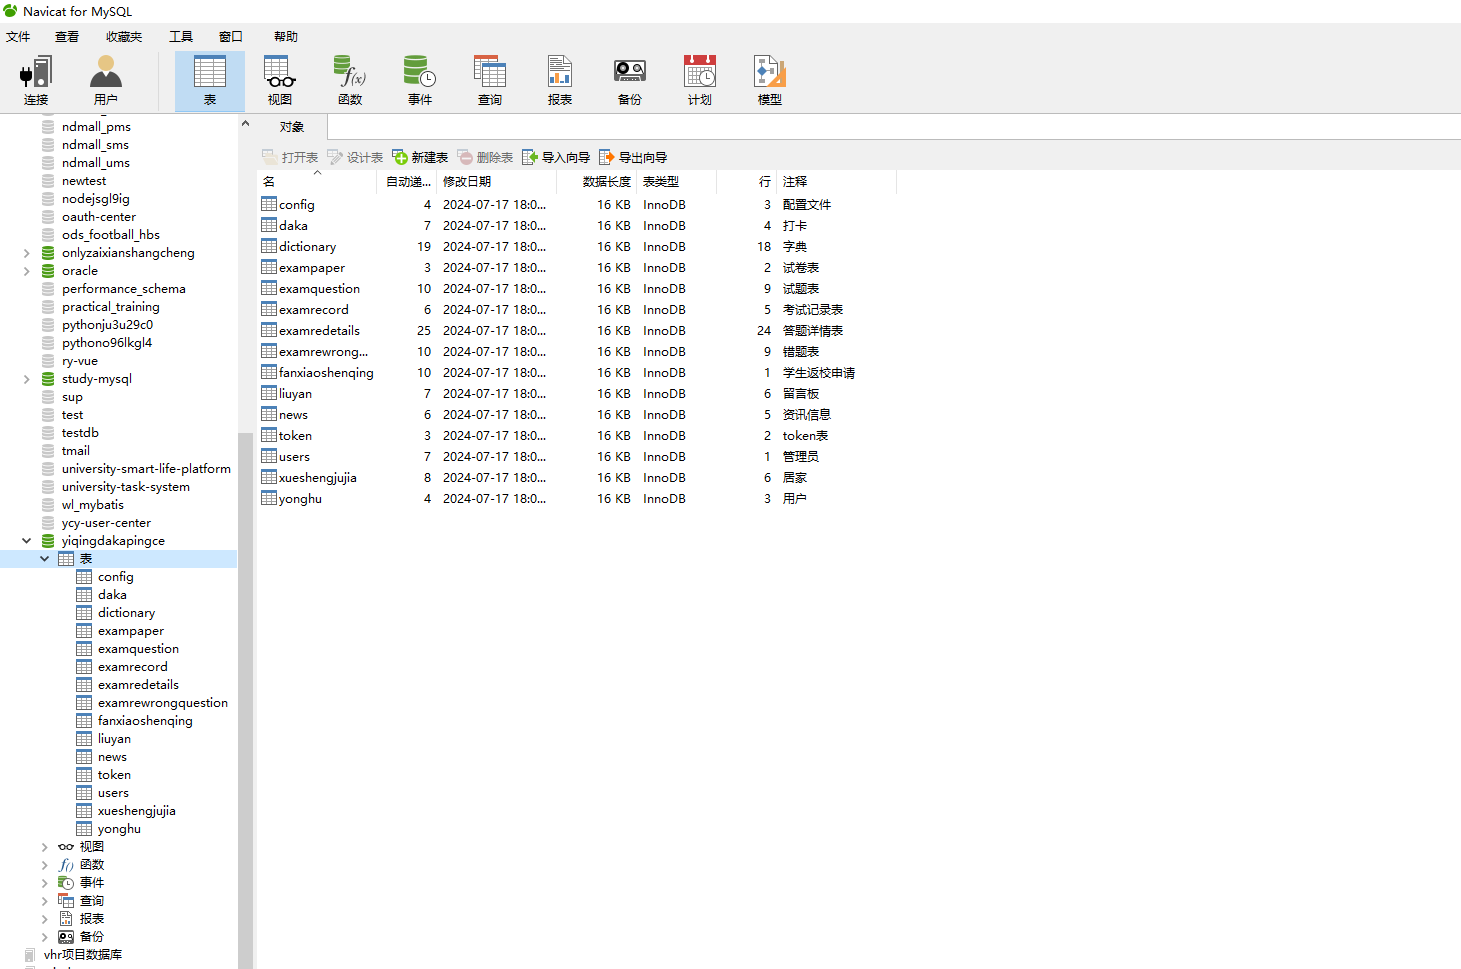 Navicat for MySQL
文件 查看 收藏夹 工具 窗口 帮助
连接 用户 表 视图 函数 事件 查询 报表 备份 计划 模型
ndmall_pms
ndmall_sms
ndmall_ums
newtest
nodejsgl9ig
oauth-center
ods_football_hbs
onlyzaixianshangcheng
oracle
performance_schema
practical_training
pythonju3u29c0
pythono96lkgl4
ry-vue
study-mysql
sup
test
testdb
tmail
university-smart-life-platform
university-task-system
wl_mybatis
ycy-user-center
yiqingdakapingce
表
config
daka
dictionary
exampaper
examquestion
examrecord
examredetails
examrewrongquestion
fanxiaoshenqing
liuyan
news
token
users
xueshengjujia
yonghu
视图
函数
事件
查询
报表
备份
vhr项目数据库
对象
打开表 设计表 新建表 删除表 导入向导 导出向导
名 自动递... 修改日期 数据长度 表类型 行 注释
config 4 2024-07-17 18:0... 16 KB InnoDB 3 配置文件
daka 7 2024-07-17 18:0... 16 KB InnoDB 4 打卡
dictionary 19 2024-07-17 18:0... 16 KB InnoDB 18 字典
exampaper 3 2024-07-17 18:0... 16 KB InnoDB 2 试卷表
examquestion 10 2024-07-17 18:0... 16 KB InnoDB 9 试题表
examrecord 6 2024-07-17 18:0... 16 KB InnoDB 5 考试记录表
examredetails 25 2024-07-17 18:0... 16 KB InnoDB 24 答题详情表
examrewrong... 10 2024-07-17 18:0... 16 KB InnoDB 9 错题表
fanxiaoshenqing 10 2024-07-17 18:0... 16 KB InnoDB 1 学生返校申请
liuyan 7 2024-07-17 18:0... 16 KB InnoDB 6 留言板
news 6 2024-07-17 18:0... 16 KB InnoDB 5 资讯信息
token 3 2024-07-17 18:0... 16 KB InnoDB 2 token表
users 7 2024-07-17 18:0... 16 KB InnoDB 1 管理员
xueshengjujia 8 2024-07-17 18:0... 16 KB InnoDB 6 居家
yonghu 4 2024-07-17 18:0... 16 KB InnoDB 3 用户